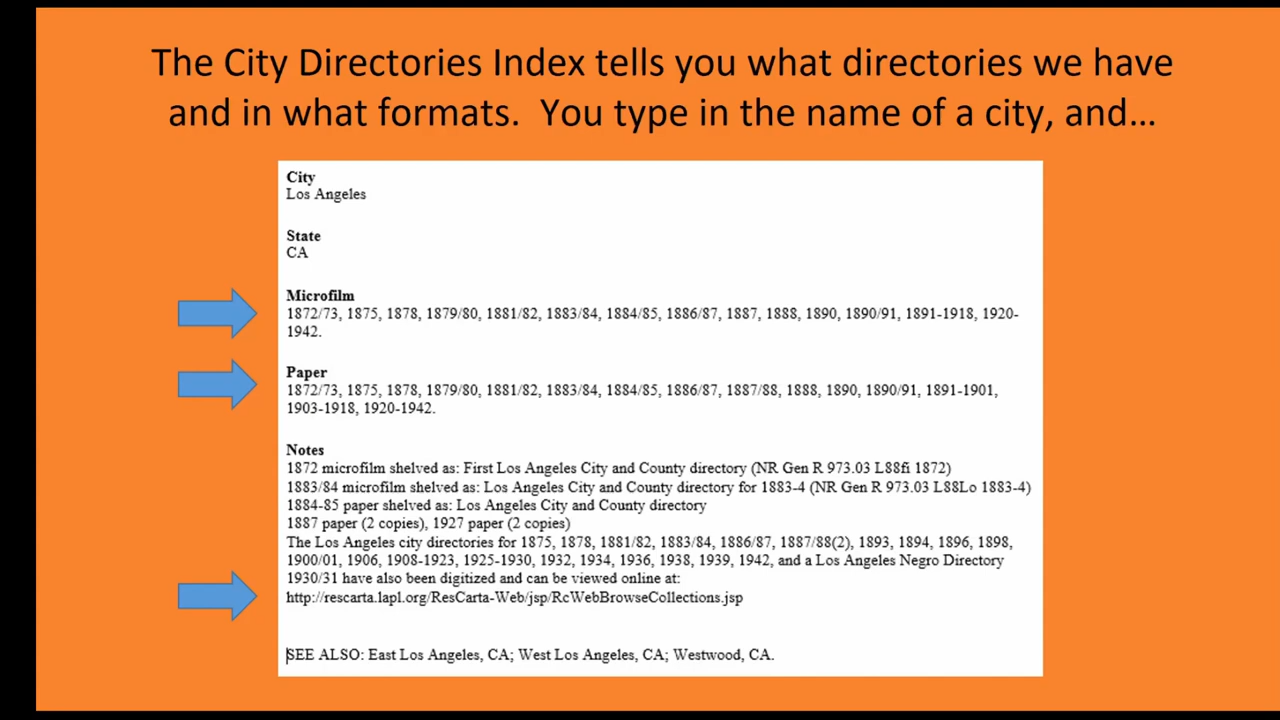 The City Directories Index tells you what directories we have
and in what formats.  You type in the name of a city, and…
City
Los Angeles
State
CA
Microfilm
1872/73, 1875, 1878, 1879/80, 1881/82, 1883/84, 1884/85, 1886/87, 1887, 1888, 1890, 1890/91, 1891-1918, 1920-
1942.
Paper
1872/73, 1875, 1878, 1879/80, 1881/82, 1883/84, 1884/85, 1886/87, 1887/88, 1888, 1890, 1890/91, 1891-1901,
1903-1918, 1920-1942.
Notes
1872 microfilm shelved as: First Los Angeles City and County directory (NR Gen R 973.03 L88fi 1872)
1883/84 microfilm shelved as: Los Angeles City and County directory for 1883-4 (NR Gen R 973.03 L88Lo 1883-4)
1884-85 paper shelved as: Los Angeles City and County directory
1887 paper (2 copies), 1927 paper (2 copies)
The Los Angeles city directories for 1875, 1878, 1881/82, 1883/84, 1886/87, 1887/88(2), 1893, 1894, 1896, 1898,
1900/01, 1906, 1908-1923, 1925-1930, 1932, 1934, 1936, 1938, 1939, 1942, and a Los Angeles Negro Directory
1930/31 have also been digitized and can be viewed online at:
http://rescarta.lapl.org/ResCarta-Web/jsp/RcWebBrowseCollections.jsp
SEE ALSO: East Los Angeles, CA; West Los Angeles, CA; Westwood, CA.